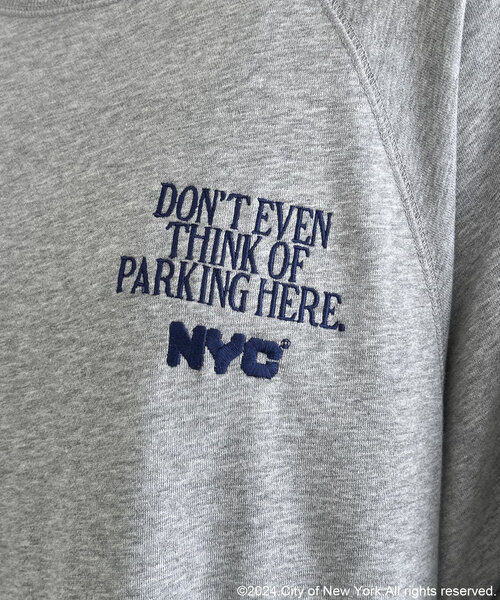 DON'T EVEN
THINK OF
PARKING HERE.
NYC®
©2024.City of New York.All rights reserved.